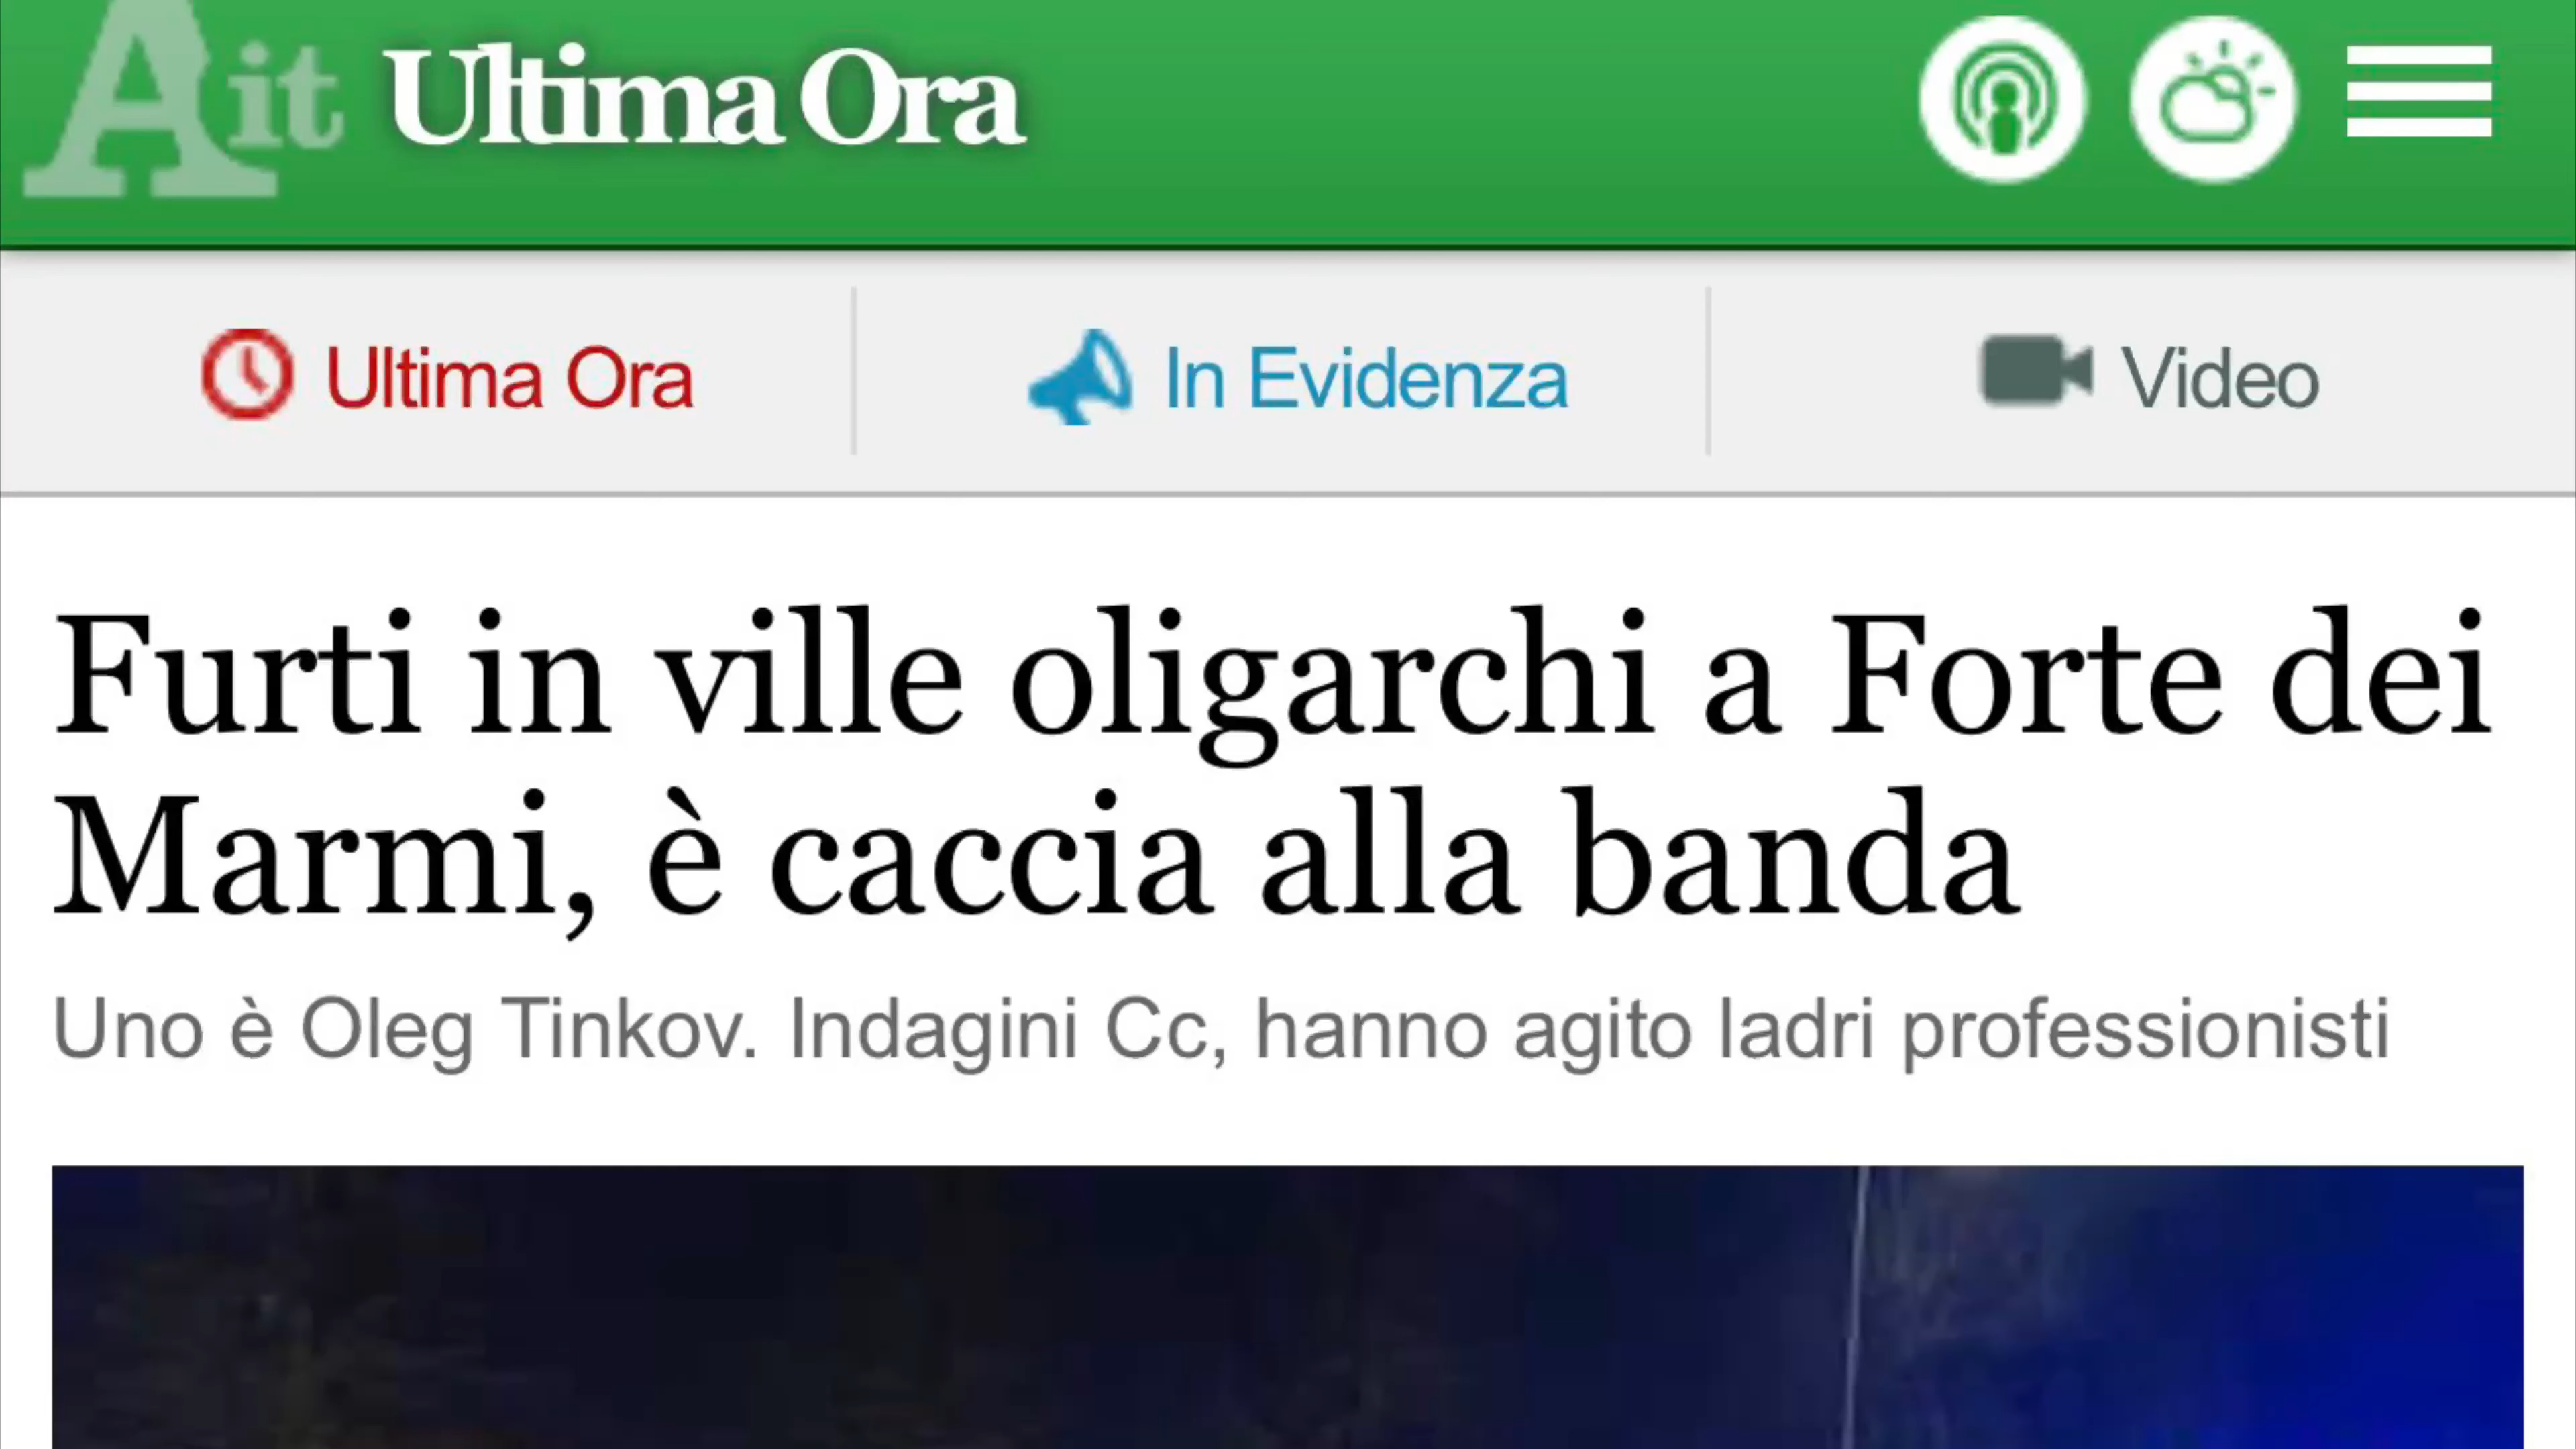 Ait Ultima Ora
Ultima Ora
In Evidenza
Video
Furti in ville oligarchi a Forte dei
Marmi, è caccia alla banda
Uno è Oleg Tinkov. Indagini Cc, hanno agito ladri professionisti